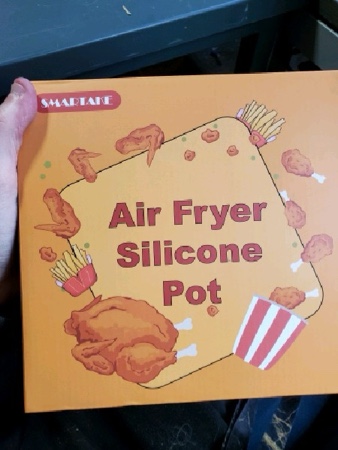 SMARTAKE
Air Fryer
Silicone
Pot